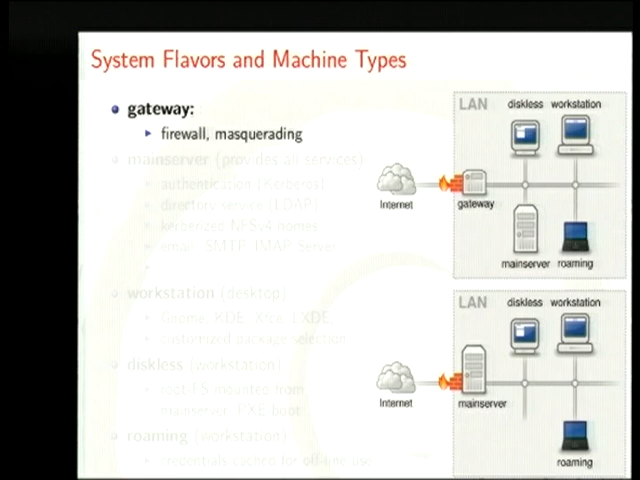 System Flavors and Machine Types
gateway:
firewall, masquerading
mainserver (provides all services)
authentication (Kerberos)
directory service (LDAP)
kerberized NFSv4 homes
email: SMTP, IMAP server
workstation (desktop)
Gnome, KDE, Xfce, LXDE,
customized package selection
diskless (workstation)
root-FS mounted from
mainserver, PXE-boot
roaming (workstation)
credentials cached for off-line use
LAN
diskless workstation
Internet
gateway
mainserver roaming
LAN
diskless workstation
Internet
mainserver
roaming